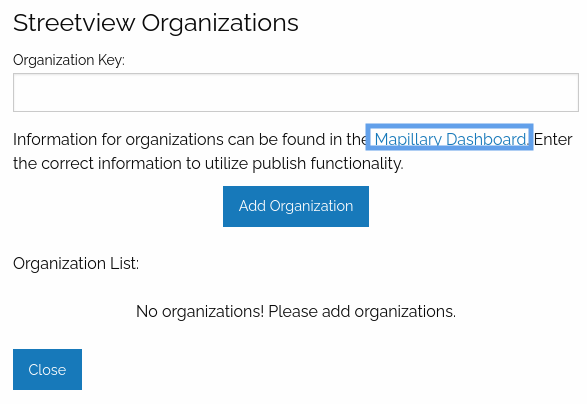 Streetview Organizations
Organization Key:
Information for organizations can be found in the Mapillary Dashboard. Enter
the correct information to utilize publish functionality.
Add Organization
Organization List:
No organizations! Please add organizations.
Close